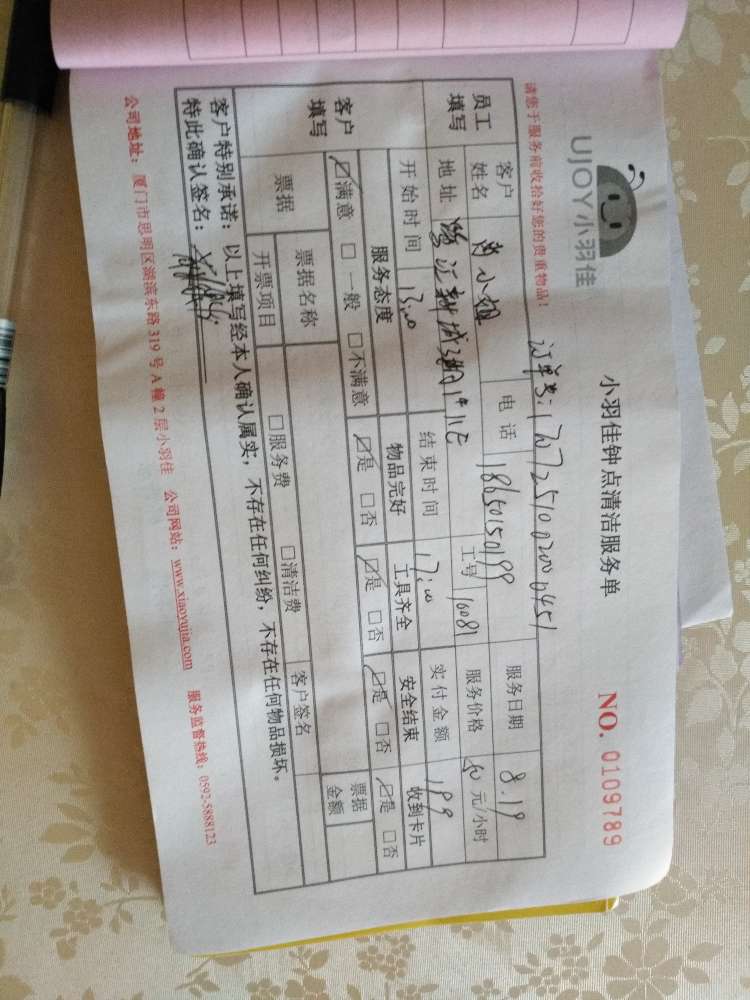 UJOY小羽佳
小羽佳钟点清洁服务单
NO. 0109789
请您于服务前收拾好您的贵重物品!
订单号:
员工填写
客户姓名 小姐 电话 18650150199 服务日期 8.19
地址 工号 10081 服务价格 40元/小时
开始时间 13:00 结束时间 17:00 实付金额 199
客户填写
服务态度 物品完好 工具齐全 安全结束 收到卡片
☑满意 □一般 □不满意 ☑是 □否 ☑是 □否 ☑是 □否 ☑是 □否
票据 票据名称 客户签名 票据金额
开票项目 □服务费 □清洁费
客户特别承诺:以上填写经本人确认属实,不存在任何纠纷,不存在任何物品损坏。
特此确认签名:
公司地址:厦门市思明区湖滨东路319号A幢2层小羽佳 公司网站:www.xiaoyujia.com 服务监督热线:0592-5888123